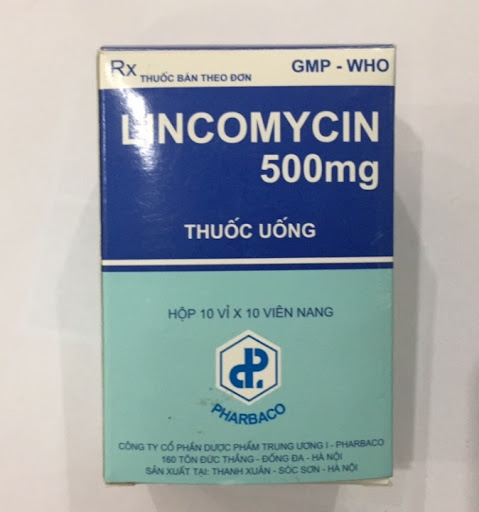 Rx THUỐC BÁN THEO ĐƠN GMP - WHO
LINCOMYCIN
500mg
THUỐC UỐNG
HỘP 10 VỈ X 10 VIÊN NANG
PHARBACO
CÔNG TY CỔ PHẦN DƯỢC PHẨM TRUNG ƯƠNG I - PHARBACO
160 TÔN ĐỨC THẮNG - ĐỐNG ĐA - HÀ NỘI
SẢN XUẤT TẠI: THANH XUÂN - SÓC SƠN - HÀ NỘI